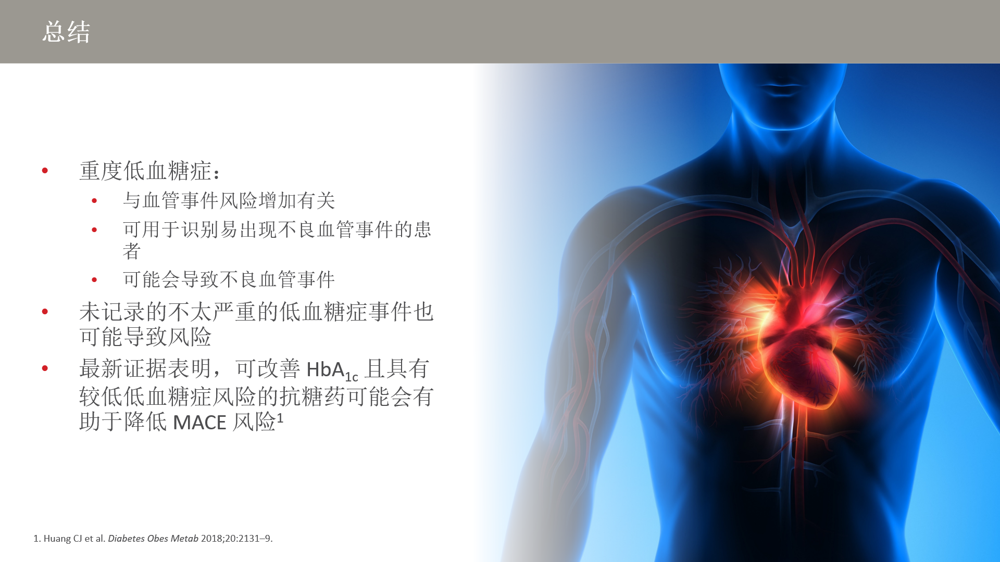 总结
• 重度低血糖症：
• 与血管事件风险增加有关
• 可用于识别易出现不良血管事件的患
者
• 可能会导致不良血管事件
• 未记录的不太严重的低血糖症事件也
可能导致风险
• 最新证据表明，可改善 HbA1c 且具有
较低低血糖症风险的抗糖药可能会有
助于降低 MACE 风险1
1. Huang CJ et al. Diabetes Obes Metab 2018;20:2131–9.